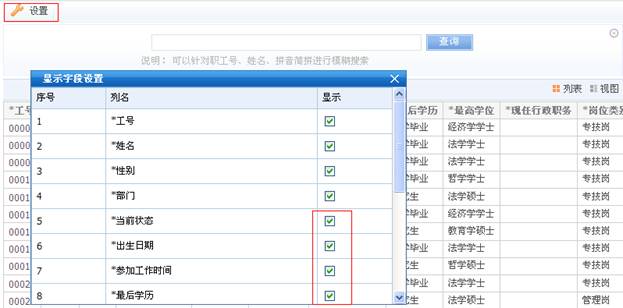 设置
查询
说明： 可以针对职工号、姓名、拼音简拼进行模糊搜索
列表 视图
显示字段设置
序号 列名 显示
1 *工号
2 *姓名
3 *性别
4 *部门
5 *当前状态
6 *出生日期
7 *参加工作时间
8 *最后学历
*工号 后学历 *最高学位 *现任行政职务 *岗位类别
0000 毕业 经济学学士 专技岗
0000 毕业 法学学士 专技岗
0000 毕业 法学学士 专技岗
0001 毕业 哲学学士 专技岗
0001 生 法学硕士 专技岗
0001 毕业 经济学学士 专技岗
0001 生 教育学硕士 专技岗
0001 毕业 法学学士 专技岗
0001 生 哲学硕士 专技岗
0002 毕业 法学学士 专技岗
0002 生 法学硕士 管理岗